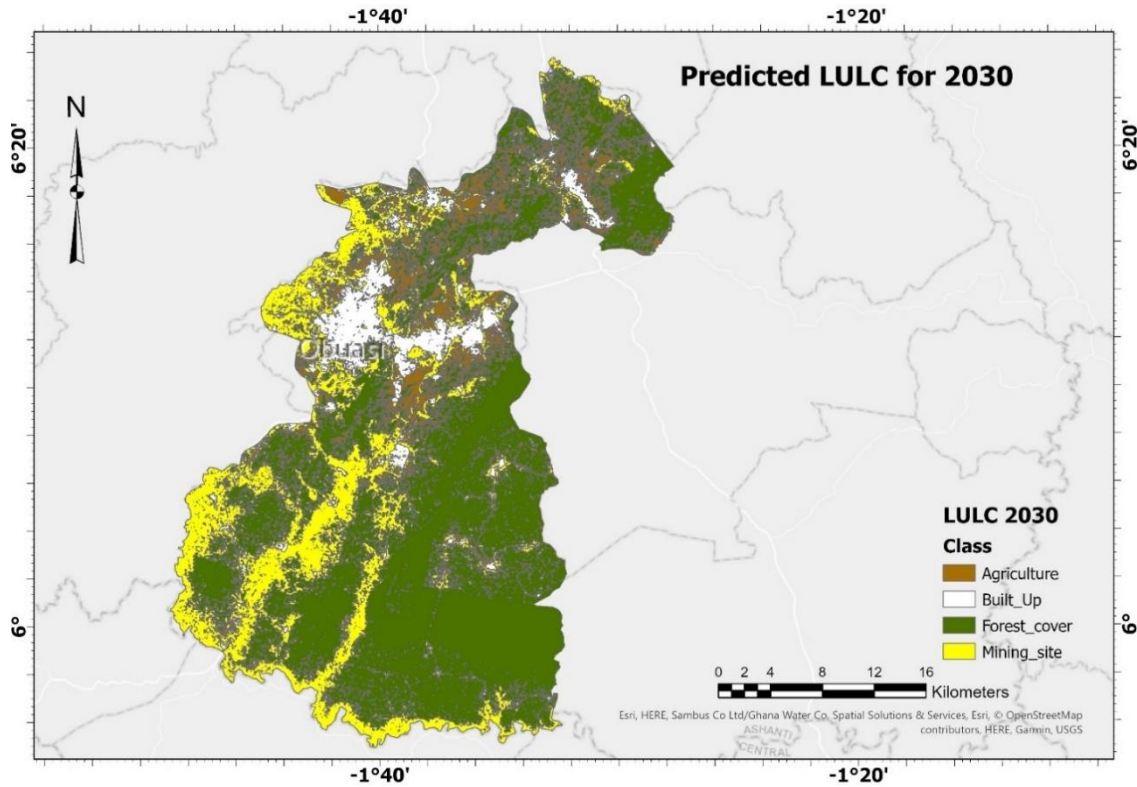 -1°40'
-1°20'
Predicted LULC for 2030
N
6°20'
6°20'
Obuasi
LULC 2030
Class
Agriculture
Built_Up
Forest_cover
Mining_site
6°
6°
0 2 4 8 12 16
Kilometers
Esri, HERE, Sambus Co Ltd/Ghana Water Co. Spatial Solutions & Services, Esri, © OpenStreetMap
contributors, HERE, Garmin, USGS
ASHANTI
CENTRAL
-1°40'
-1°20'